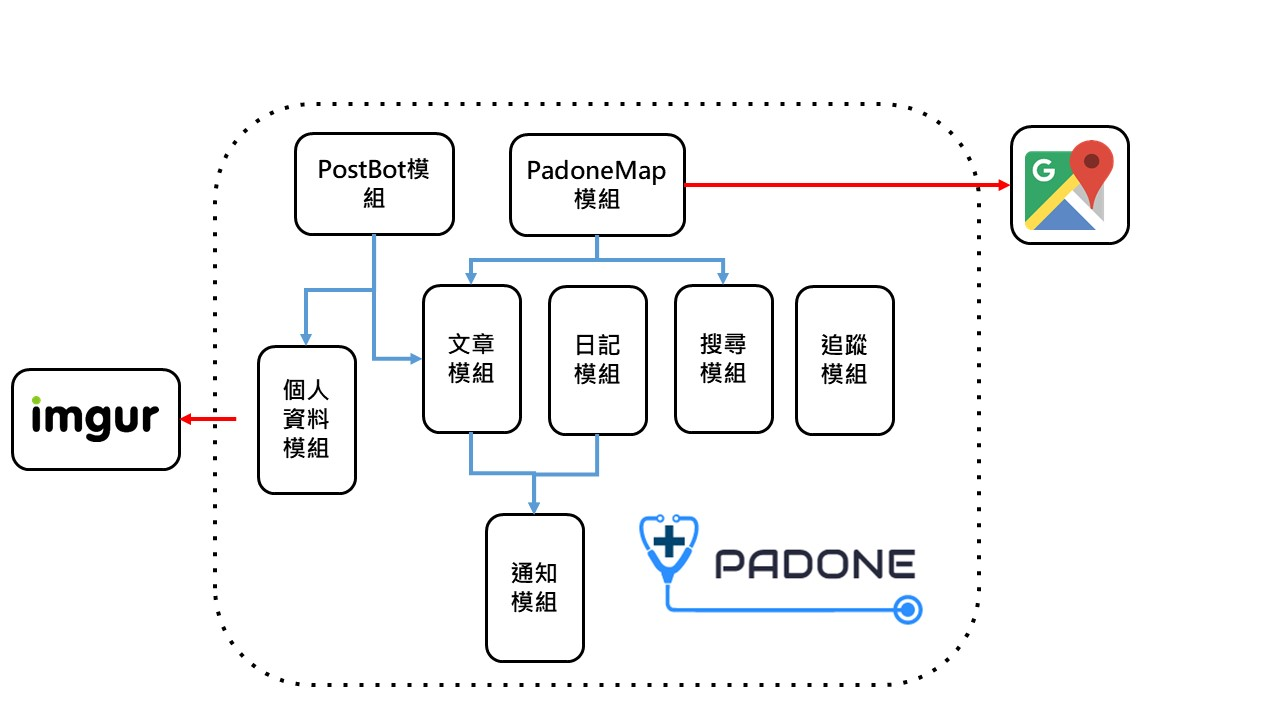 PostBot模
組
PadoneMap
模組
G
文章
模組
日記
模組
搜尋
模組
追蹤
模組
個人
資料
模組
imgur
通知
模組
PADONE